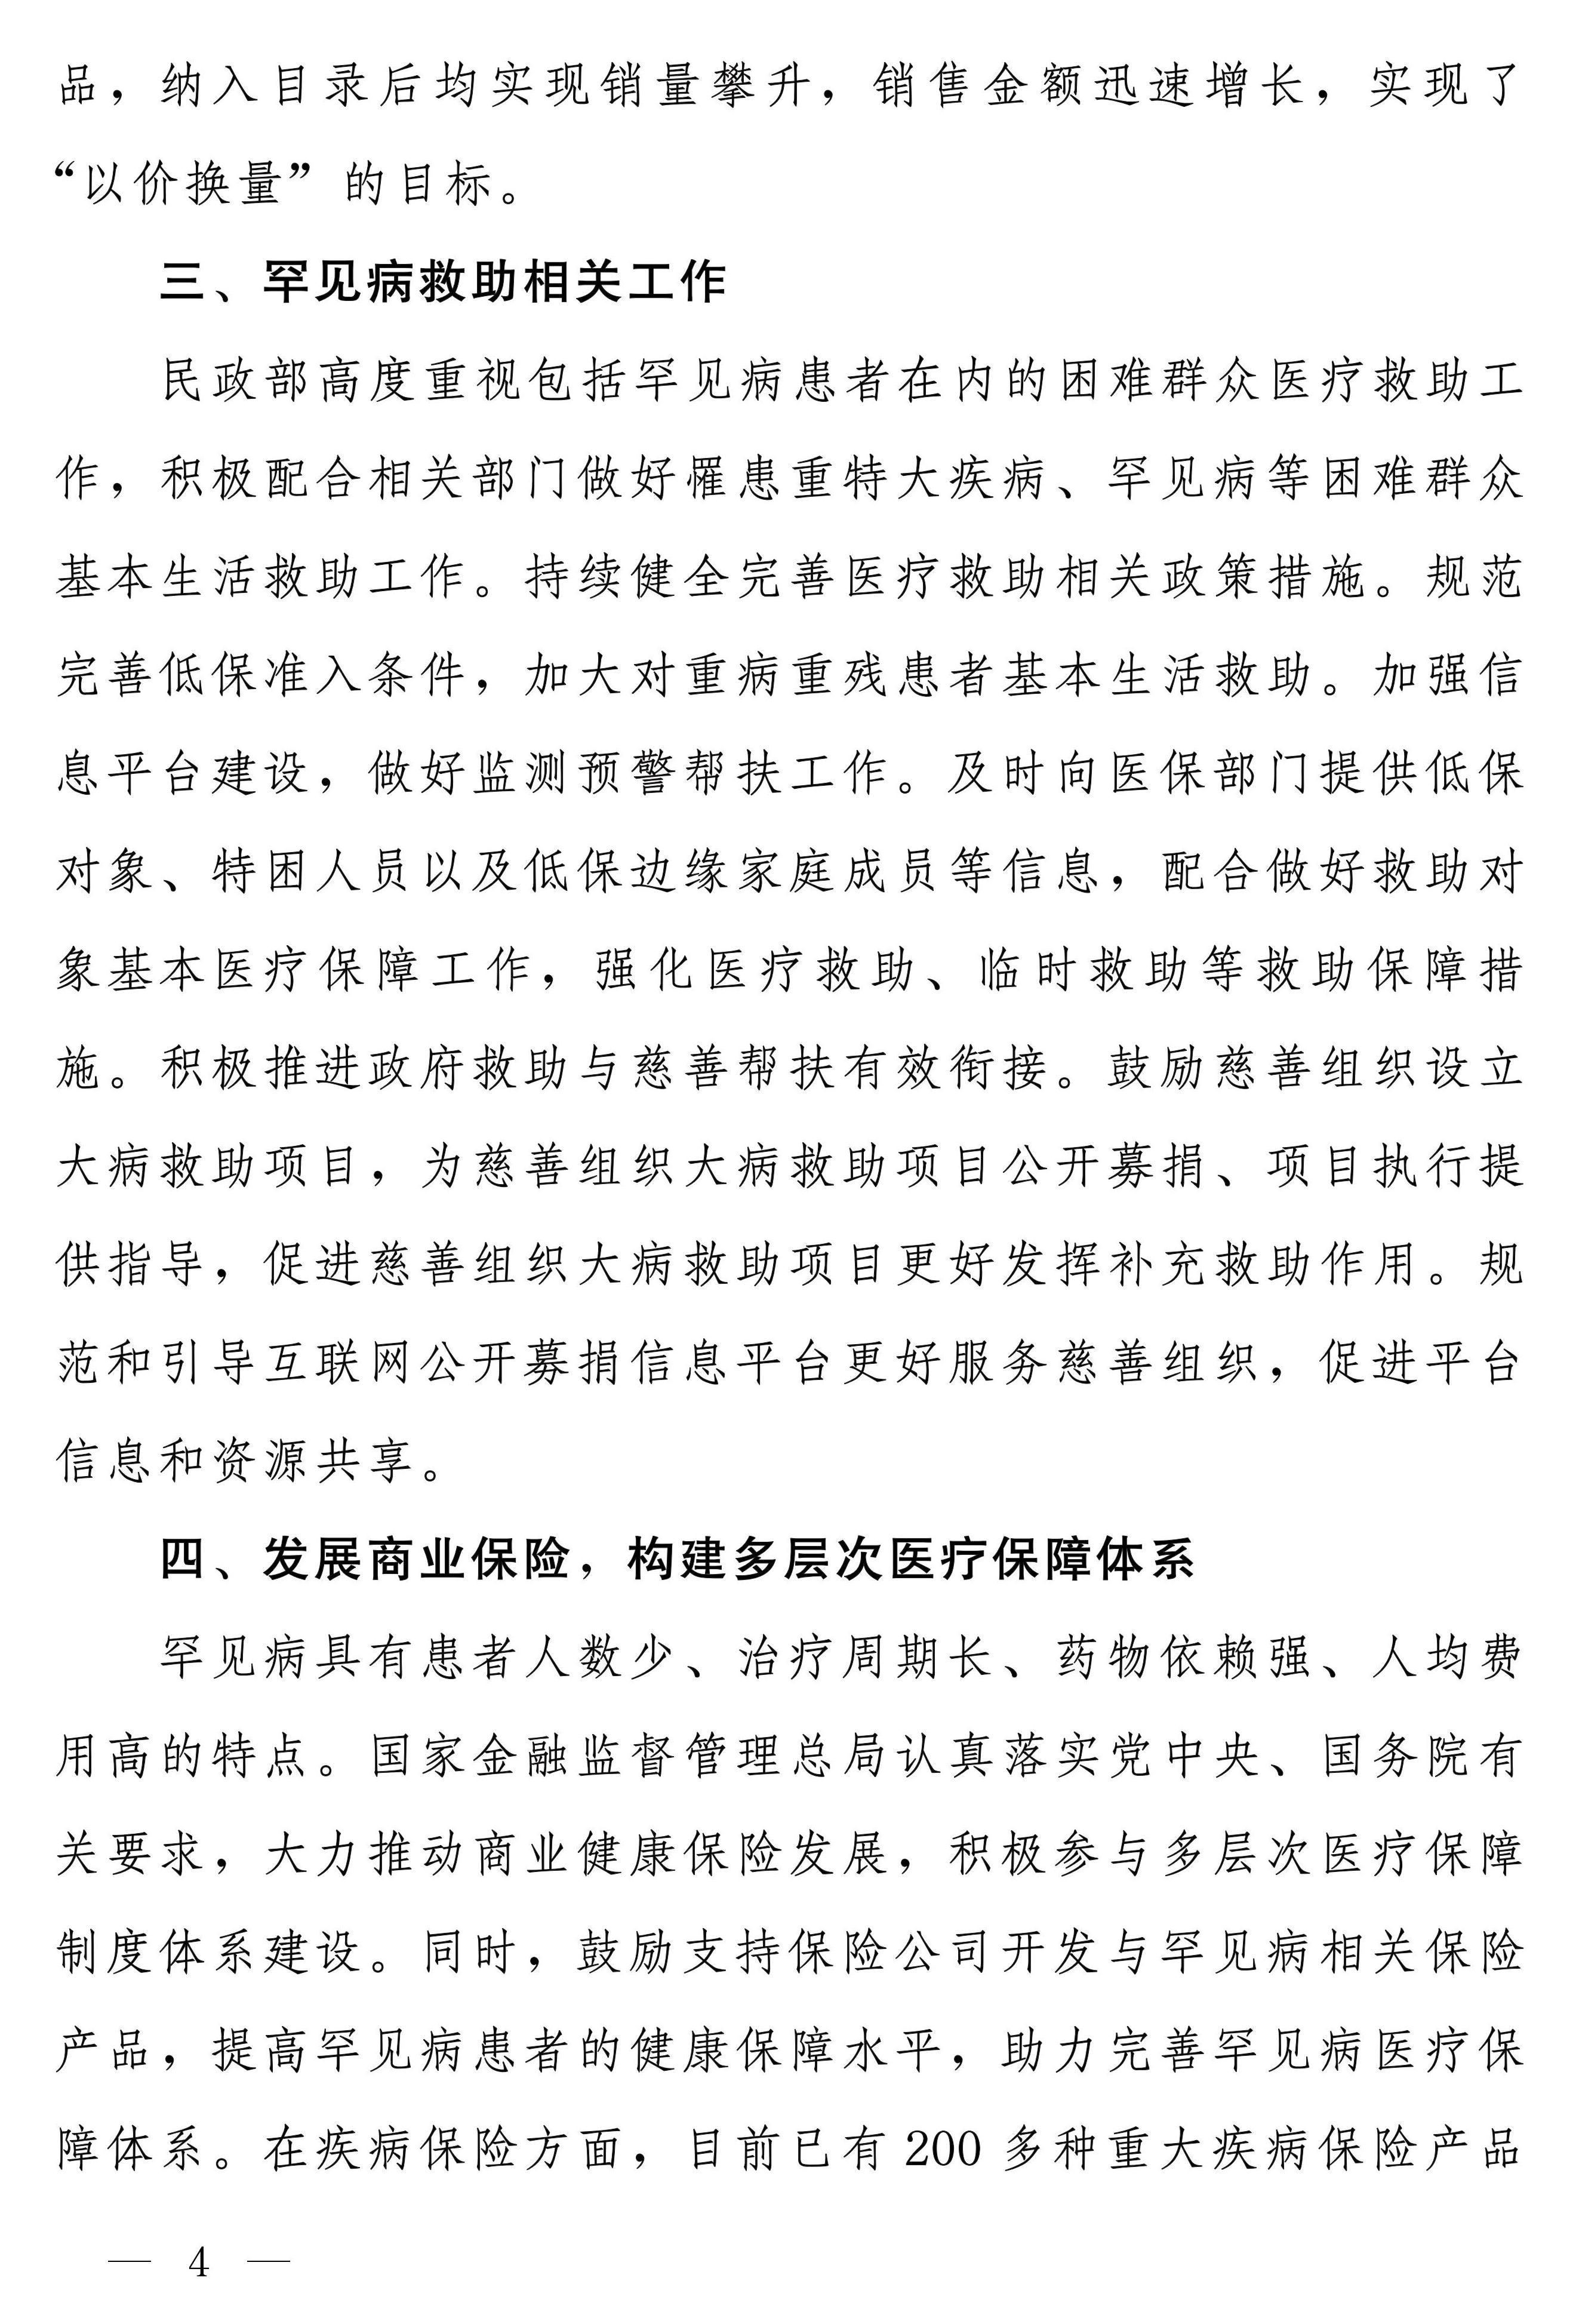 品，纳入目录后均实现销量攀升，销售金额迅速增长，实现了
“以价换量”的目标。
三、罕见病救助相关工作
民政部高度重视包括罕见病患者在内的困难群众医疗救助工
作，积极配合相关部门做好罹患重特大疾病、罕见病等困难群众
基本生活救助工作。持续健全完善医疗救助相关政策措施。规范
完善低保准入条件，加大对重病重残患者基本生活救助。加强信
息平台建设，做好监测预警帮扶工作。及时向医保部门提供低保
对象、特困人员以及低保边缘家庭成员等信息，配合做好救助对
象基本医疗保障工作，强化医疗救助、临时救助等救助保障措
施。积极推进政府救助与慈善帮扶有效衔接。鼓励慈善组织设立
大病救助项目，为慈善组织大病救助项目公开募捐、项目执行提
供指导，促进慈善组织大病救助项目更好发挥补充救助作用。规
范和引导互联网公开募捐信息平台更好服务慈善组织，促进平台
信息和资源共享。
四、发展商业保险，构建多层次医疗保障体系
罕见病具有患者人数少、治疗周期长、药物依赖强、人均费
用高的特点。国家金融监督管理总局认真落实党中央、国务院有
关要求，大力推动商业健康保险发展，积极参与多层次医疗保障
制度体系建设。同时，鼓励支持保险公司开发与罕见病相关保险
产品，提高罕见病患者的健康保障水平，助力完善罕见病医疗保
障体系。在疾病保险方面，目前已有 200 多种重大疾病保险产品
— 4 —